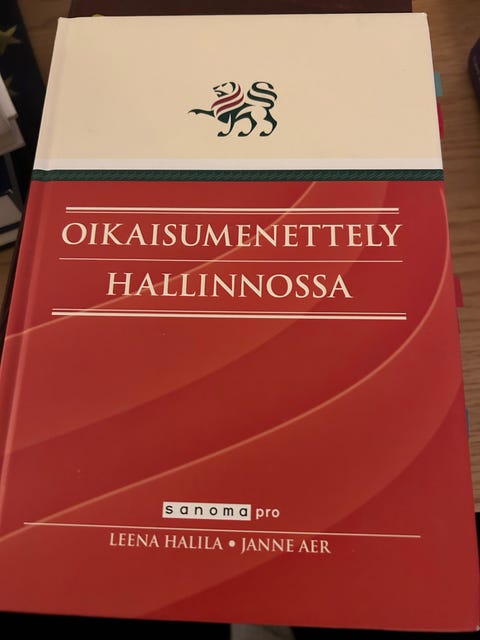 OIKAISUMENETTELY
HALLINNOSSA
sanoma pro
LEENA HALILA • JANNE AER